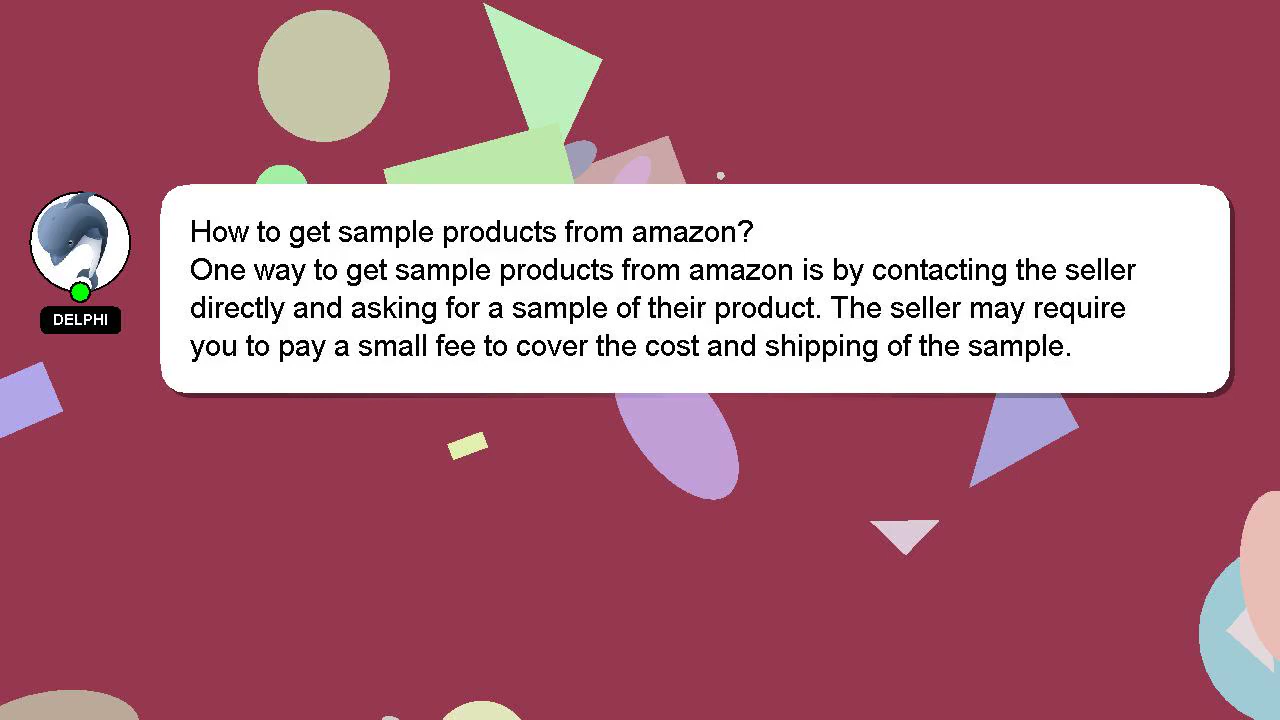 How to get sample products from amazon?
One way to get sample products from amazon is by contacting the seller
directly and asking for a sample of their product. The seller may require
you to pay a small fee to cover the cost and shipping of the sample.
DELPHI